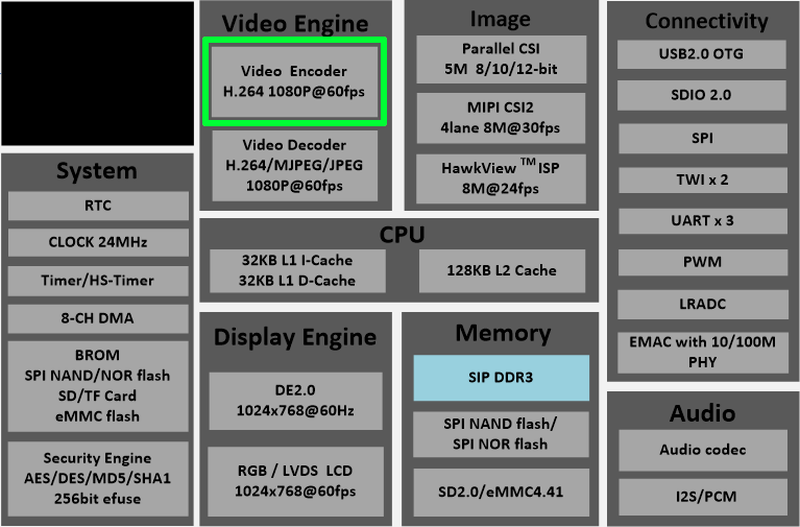 Video Engine
Video Encoder
H.264 1080P@60fps
Video Decoder
H.264/MJPEG/JPEG
1080P@60fps
Image
Parallel CSI
5M 8/10/12-bit
MIPI CSI2
4lane 8M@30fps
HawkView TM ISP
8M@24fps
Connectivity
USB2.0 OTG
SDIO 2.0
SPI
TWI x 2
UART x 3
PWM
LRADC
EMAC with 10/100M
PHY
System
RTC
CLOCK 24MHz
Timer/HS-Timer
8-CH DMA
BROM
SPI NAND/NOR flash
SD/TF Card
eMMC flash
Security Engine
AES/DES/MD5/SHA1
256bit efuse
CPU
32KB L1 I-Cache
32KB L1 D-Cache
128KB L2 Cache
Display Engine
DE2.0
1024x768@60Hz
RGB / LVDS LCD
1024x768@60fps
Memory
SIP DDR3
SPI NAND flash/
SPI NOR flash
SD2.0/eMMC4.41
Audio
Audio codec
I2S/PCM